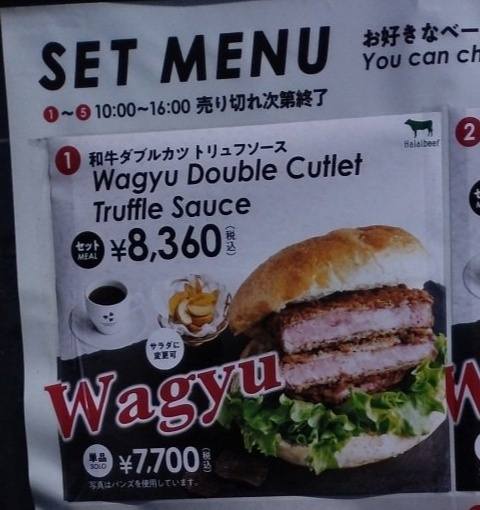 SET MENU
お好きなベー
You can ch
1~5 10:00~16:00 売り切れ次第終了
1 和牛ダブルカツトリュフソース
Wagyu Double Cutlet
Truffle Sauce
Halalbeef
セット
MEAL
¥8,360(税込)
サラダに
変更可
Wagyu
単品
SOLO
¥7,700(税込)
写真はバンズを使用しています。
2
W